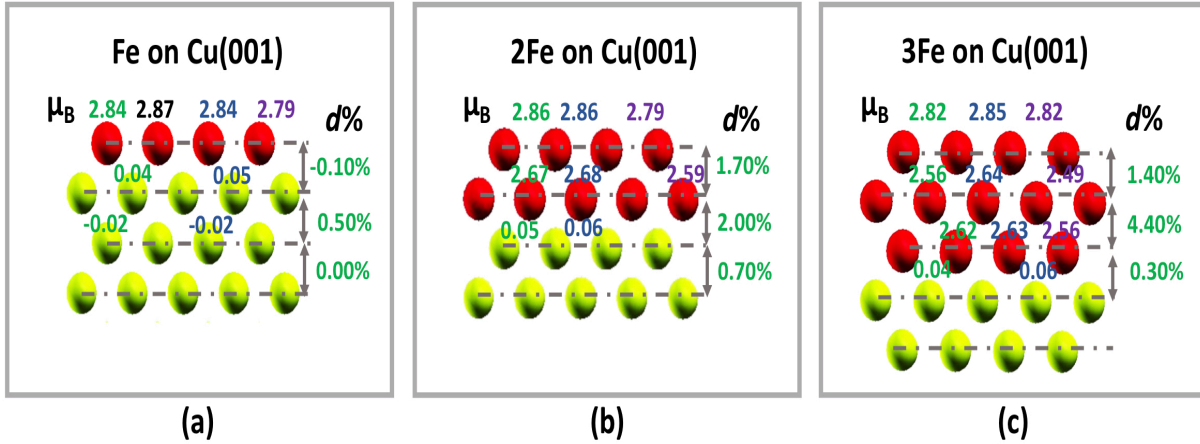 Fe on Cu(001)
μB 2.84 2.87 2.84 2.79 d%
-0.10%
0.04 0.05
0.50%
-0.02 -0.02
0.00%
(a)
2Fe on Cu(001)
μB 2.86 2.86 2.79 d%
1.70%
2.67 2.68 2.59
2.00%
0.05 0.06
0.70%
(b)
3Fe on Cu(001)
μB 2.82 2.85 2.82 d%
1.40%
2.56 2.64 2.49
4.40%
2.62 2.63 2.56
0.30%
0.04 0.06
(c)